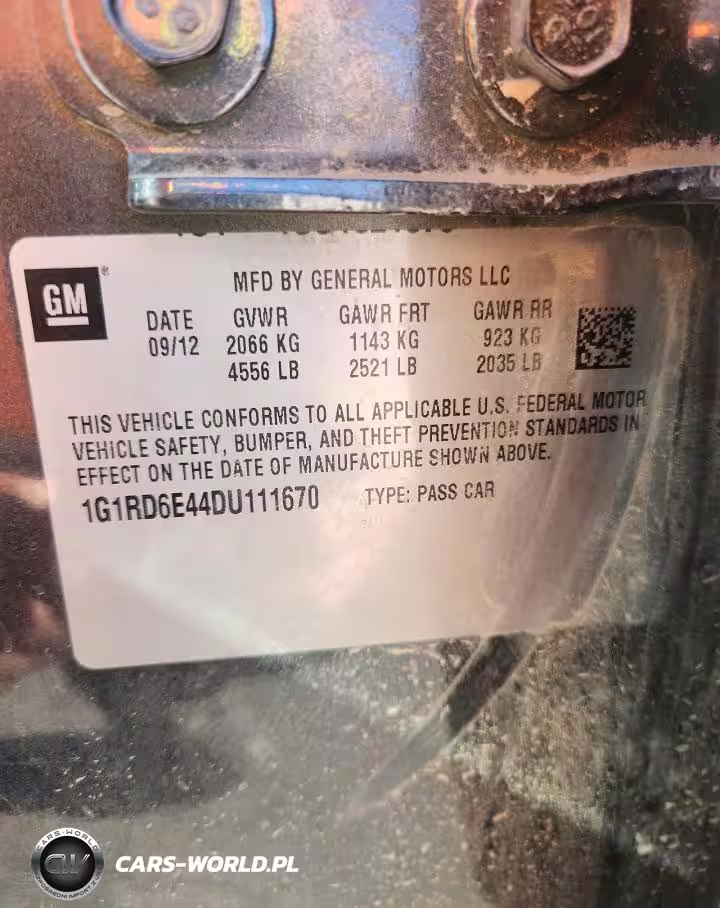 GM
®
MFD BY GENERAL MOTORS LLC
DATE GVWR GAWR FRT GAWR RR
09/12 2066 KG 1143 KG 923 KG
4556 LB 2521 LB 2035 LB
THIS VEHICLE CONFORMS TO ALL APPLICABLE U.S. FEDERAL MOTOR
VEHICLE SAFETY, BUMPER, AND THEFT PREVENTION STANDARDS IN
EFFECT ON THE DATE OF MANUFACTURE SHOWN ABOVE.
1G1RD6E44DU111670 TYPE: PASS CAR
CARS-WORLD
CW
CARS-WORLD.PL